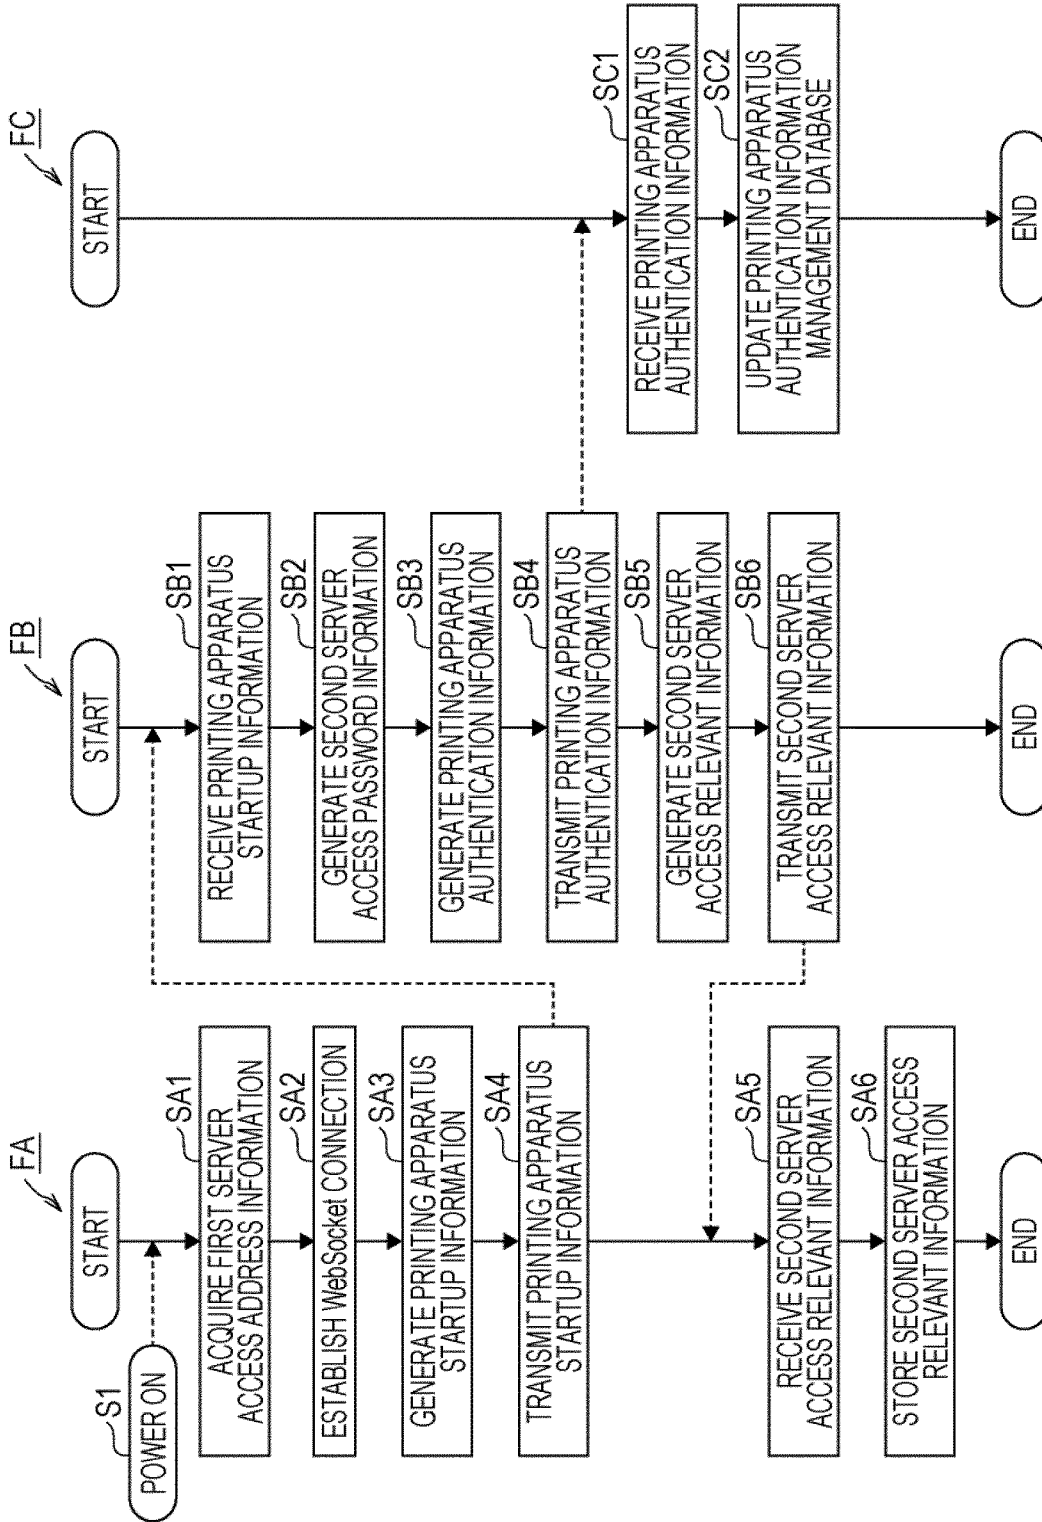 FA
START
S1
POWER ON
SA1
ACQUIRE FIRST SERVER
ACCESS ADDRESS INFORMATION
SA2
ESTABLISH WebSocket CONNECTION
SA3
GENERATE PRINTING APPARATUS
STARTUP INFORMATION
SA4
TRANSMIT PRINTING APPARATUS
STARTUP INFORMATION
SA5
RECEIVE SECOND SERVER
ACCESS RELEVANT INFORMATION
SA6
STORE SECOND SERVER ACCESS
RELEVANT INFORMATION
END
FB
START
SB1
RECEIVE PRINTING APPARATUS
STARTUP INFORMATION
SB2
GENERATE SECOND SERVER
ACCESS PASSWORD INFORMATION
SB3
GENERATE PRINTING APPARATUS
AUTHENTICATION INFORMATION
SB4
TRANSMIT PRINTING APPARATUS
AUTHENTICATION INFORMATION
SB5
GENERATE SECOND SERVER
ACCESS RELEVANT INFORMATION
SB6
TRANSMIT SECOND SERVER
ACCESS RELEVANT INFORMATION
END
FC
START
SC1
RECEIVE PRINTING APPARATUS
AUTHENTICATION INFORMATION
SC2
UPDATE PRINTING APPARATUS
AUTHENTICATION INFORMATION
MANAGEMENT DATABASE
END